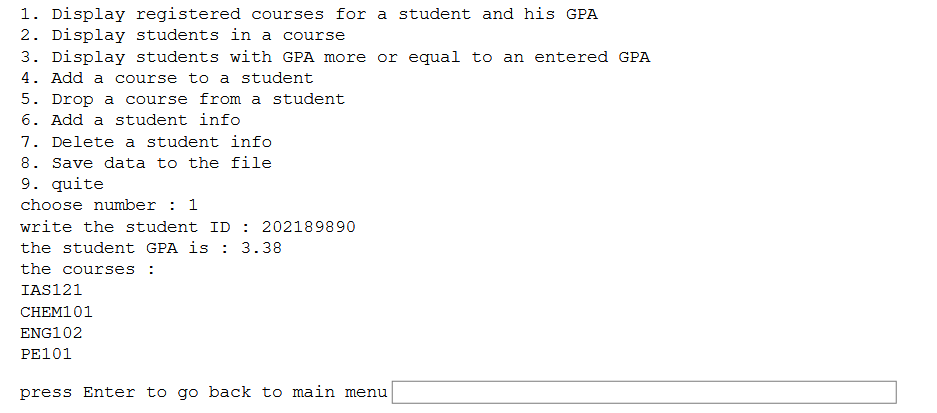 1. Display registered courses for a student and his GPA
2. Display students in a course
3. Display students with GPA more or equal to an entered GPA
4. Add a course to a student
5. Drop a course from a student
6. Add a student info
7. Delete a student info
8. Save data to the file
9. quite
choose number : 1
write the student ID : 202189890
the student GPA is : 3.38
the courses :
IAS121
CHEM101
ENG102
PE101
press Enter to go back to main menu